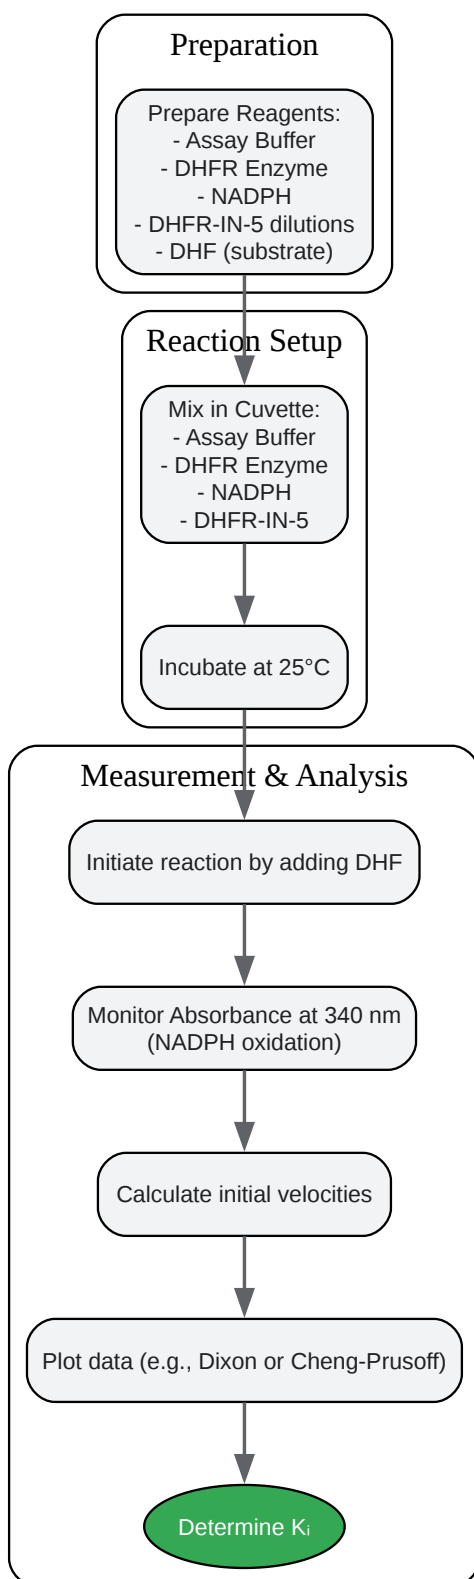 Preparation
Prepare Reagents:
- Assay Buffer
- DHFR Enzyme
- NADPH
- DHFR-IN-5 dilutions
- DHF (substrate)
Reaction Setup
Mix in Cuvette:
- Assay Buffer
- DHFR Enzyme
- NADPH
- DHFR-IN-5
Incubate at 25°C
Measurement & Analysis
Initiate reaction by adding DHF
Monitor Absorbance at 340 nm
(NADPH oxidation)
Calculate initial velocities
Plot data (e.g., Dixon or Cheng-Prusoff)
Determine Kᵢ